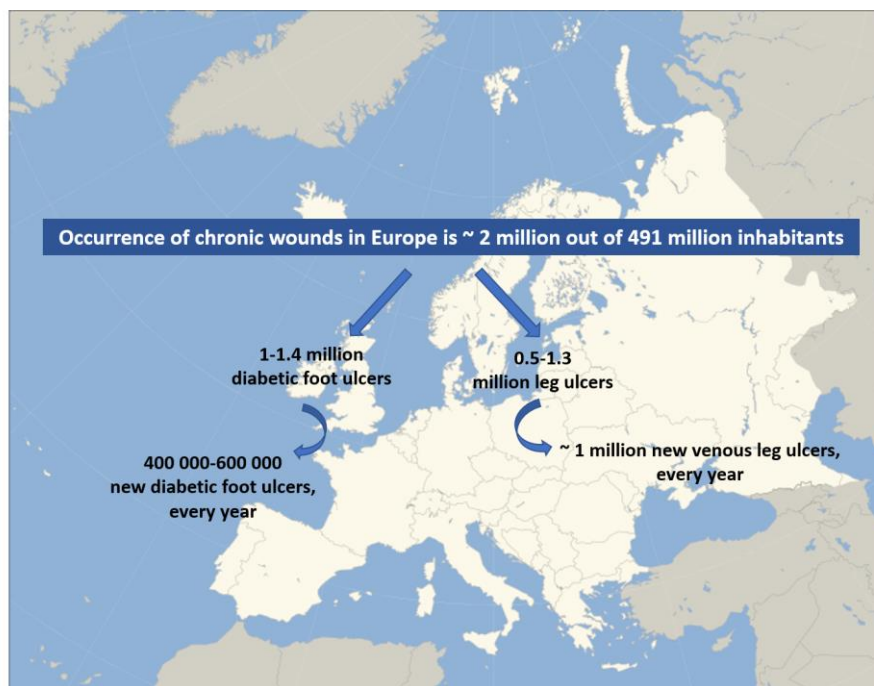 Occurrence of chronic wounds in Europe is ~ 2 million out of 491 million inhabitants
1-1.4 million
diabetic foot ulcers
0.5-1.3
million leg ulcers
400 000-600 000
new diabetic foot ulcers,
every year
~ 1 million new venous leg ulcers,
every year